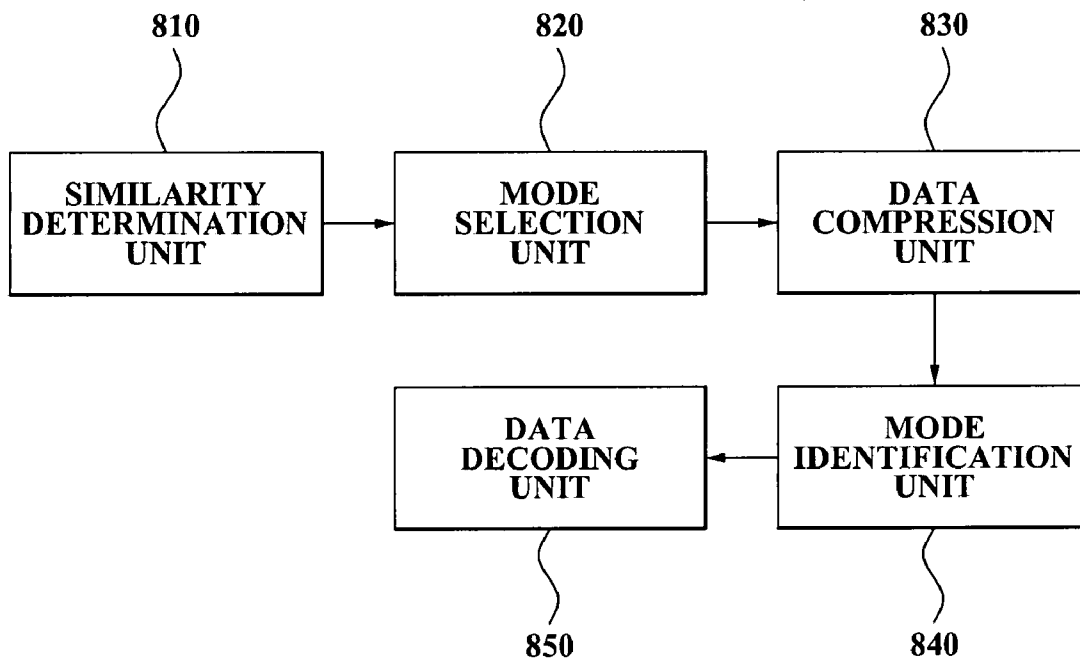 810
820
830
SIMILARITY
DETERMINATION
UNIT
MODE
SELECTION
UNIT
DATA
COMPRESSION
UNIT
DATA
DECODING
UNIT
MODE
IDENTIFICATION
UNIT
850
840